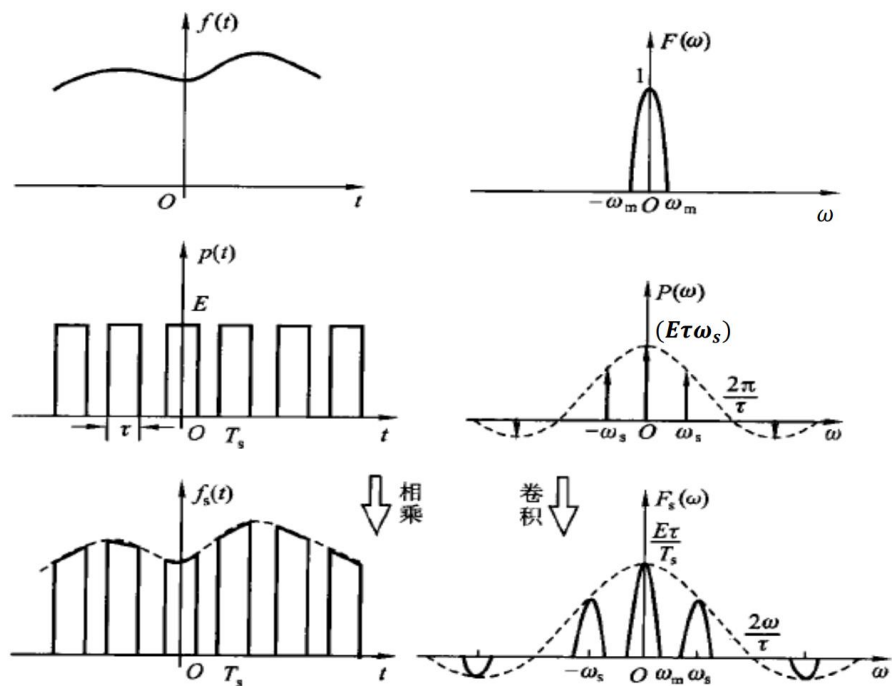 f(t)
O
t
F(ω)
1
−ω_m O ω_m
ω
p(t)
E
τ
O T_s
t
P(ω)
(Eτω_s)
2π/τ
−ω_s O ω_s
ω
相乘
卷积
f_s(t)
O T_s
t
F_s(ω)
Eτ/T_s
2ω/τ
−ω_s O ω_m ω_s
ω